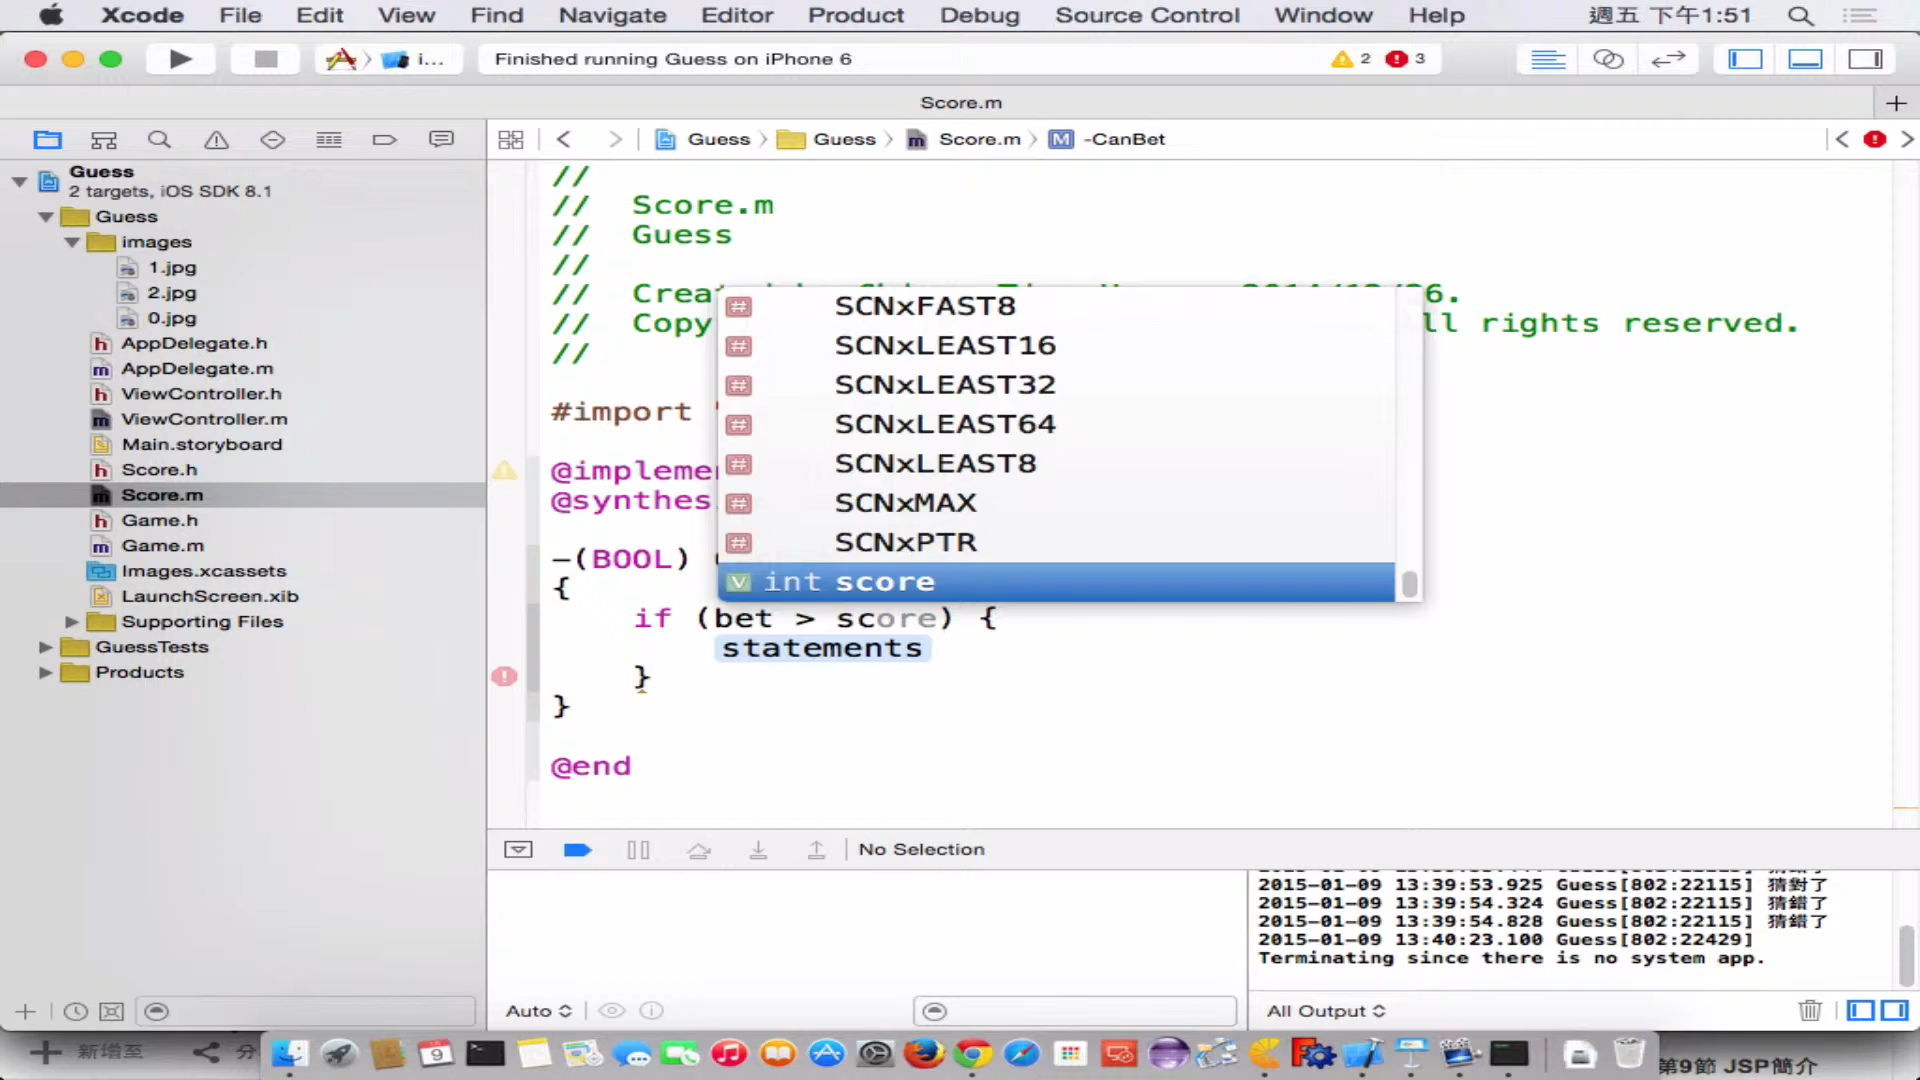 Xcode File Edit View Find Navigate Editor Product Debug Source Control Window Help 週五 下午1:51
i... Finished running Guess on iPhone 6 2 3
Score.m
Guess Guess Score.m M -CanBet
Guess
2 targets, iOS SDK 8.1
Guess
images
1.jpg
2.jpg
0.jpg
AppDelegate.h
AppDelegate.m
ViewController.h
ViewController.m
Main.storyboard
Score.h
Score.m
Game.h
Game.m
Images.xcassets
LaunchScreen.xib
Supporting Files
GuessTests
Products
//
// Score.m
// Guess
//
// Crea 26.
// Copy ll rights reserved.
//
#import
@impleme
@synthes
-(BOOL)
{
if (bet > score) {
statements
}
}
@end
SCNxFAST8
SCNxLEAST16
SCNxLEAST32
SCNxLEAST64
SCNxLEAST8
SCNxMAX
SCNxPTR
V int score
No Selection
2015-01-09 13:39:53.925 Guess[802:22115] 猜對了
2015-01-09 13:39:54.324 Guess[802:22115] 猜錯了
2015-01-09 13:39:54.828 Guess[802:22115] 猜錯了
2015-01-09 13:40:23.100 Guess[802:22429]
Terminating since there is no system app.
Auto All Output
新增至 分 第9節 JSP簡介